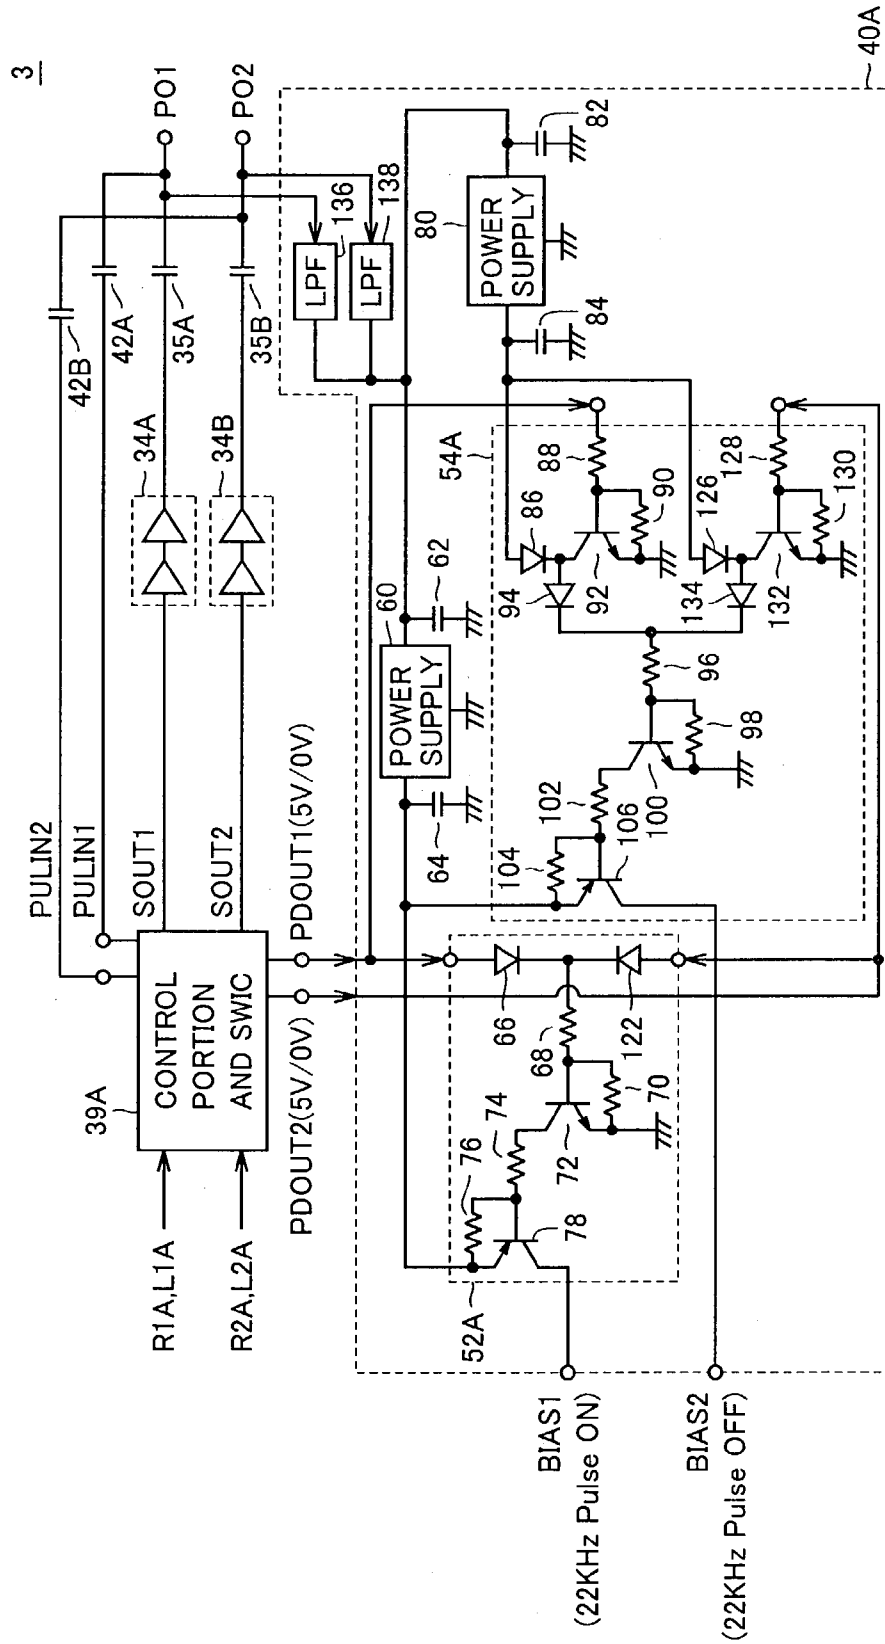 3
PULIN2
PULIN1
SOUT1
SOUT2
42B
42A
35A
35B
34A
34B
PO1
PO2
39A
CONTROL
PORTION
AND SWIC
R1A,L1A
R2A,L2A
PDOUT1(5V/0V)
PDOUT2(5V/0V)
LPF
136
LPF
138
40A
60
POWER
SUPPLY
62
64
80
POWER
SUPPLY
82
84
54A
86
88
90
92
94
96
98
100
102
104
106
126
128
130
132
134
52A
66
68
70
72
74
76
78
122
BIAS1
(22KHz Pulse ON)
BIAS2
(22KHz Pulse OFF)